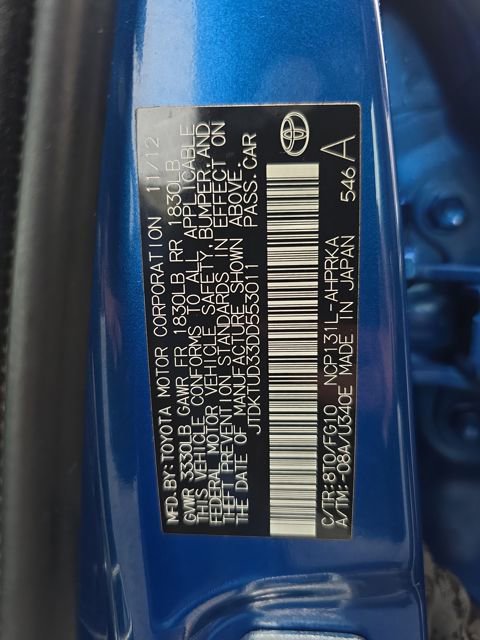 MFD.BY:TOYOTA MOTOR CORPORATION 11/12
GVWR 3330LB GAWR FR 1830LB RR 1830LB
THIS VEHICLE CONFORMS TO ALL APPLICABLE
FEDERAL MOTOR VEHICLE SAFETY, BUMPER, AND
THEFT PREVENTION STANDARDS IN EFFECT ON
THE DATE OF MANUFACTURE SHOWN ABOVE.
JTDKTUD33DD553011 PASS.CAR
C/TR:8T0/FG10 NCP131L-AHPRKA 546
A/TM:-03A/U340E MADE IN JAPAN A